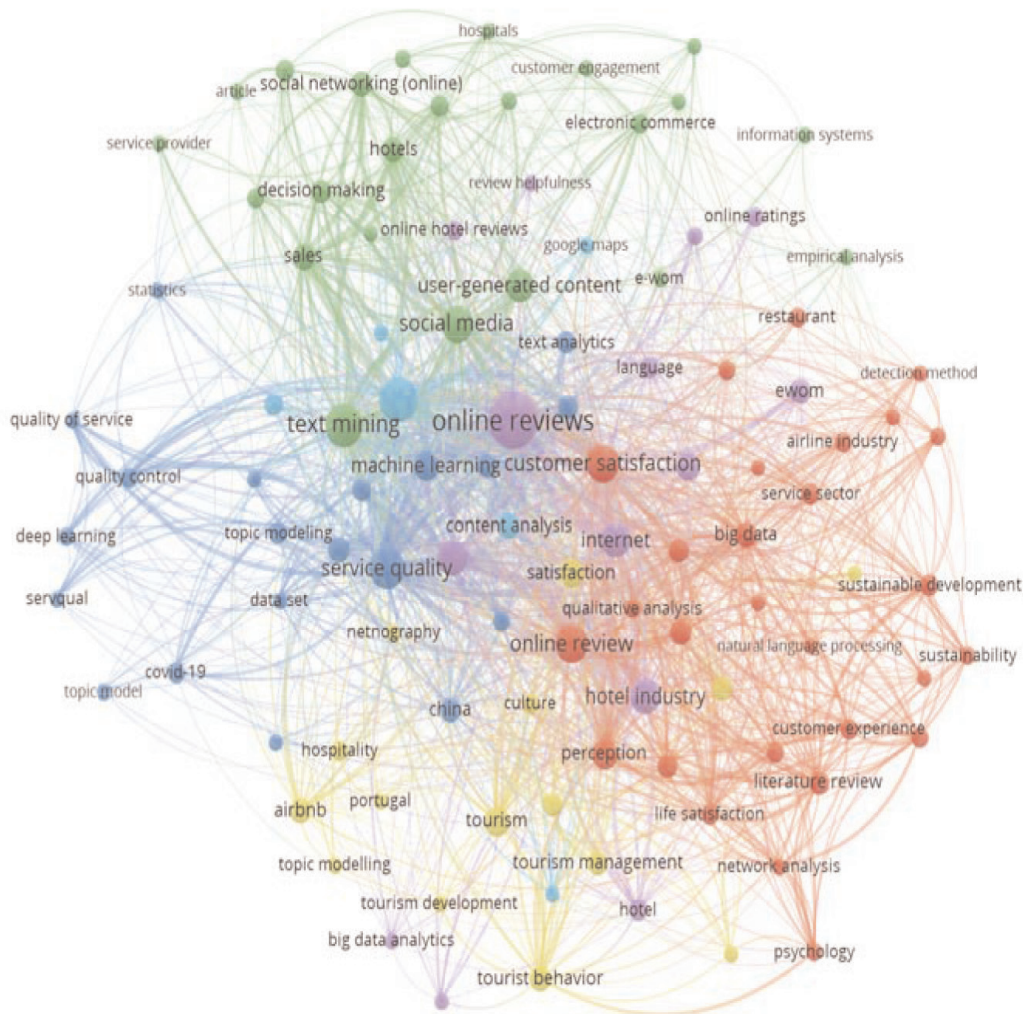 hospitals
customer engagement
social networking (online)
article
electronic commerce
information systems
service provider
hotels
review helpfulness
decision making
online ratings
online hotel reviews
google maps
sales
empirical analysis
e-wom
user-generated content
statistics
restaurant
social media
text analytics
language
detection method
ewom
quality of service
text mining
online reviews
airline industry
machine learning
customer satisfaction
quality control
service sector
content analysis
topic modeling
big data
deep learning
internet
service quality
satisfaction
sustainable development
servqual
data set
qualitative analysis
netnography
online review
natural language processing
sustainability
covid-19
topic model
hotel industry
culture
china
customer experience
hospitality
perception
literature review
portugal
airbnb
life satisfaction
tourism
topic modelling
tourism management
network analysis
tourism development
hotel
big data analytics
psychology
tourist behavior